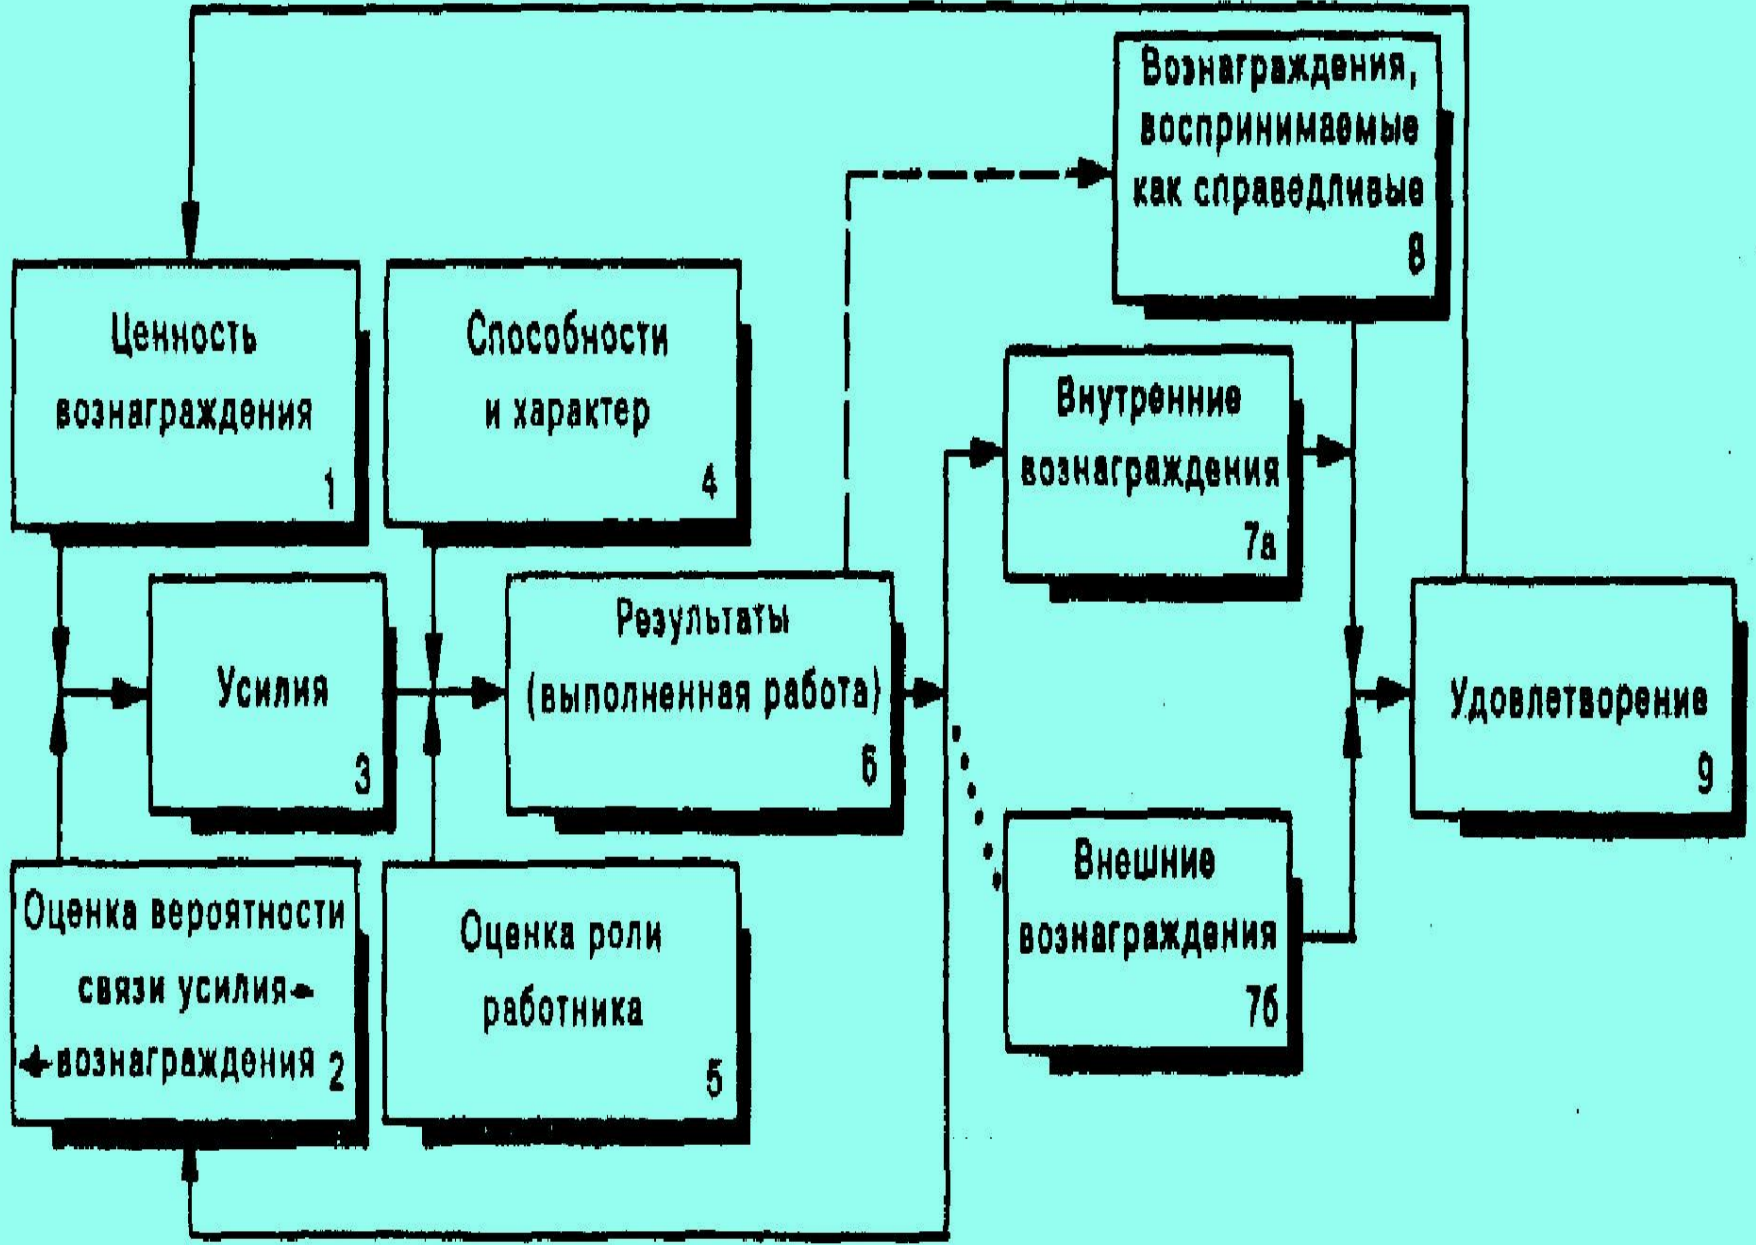 Ценность
вознаграждения
1
Оценка вероятности
связи усилия-
вознаграждения 2
Усилия
3
Способности
и характер
4
Оценка роли
работника
5
Результаты
(выполненная работа)
6
Внутренние
вознаграждения
7а
Внешние
вознаграждения
7б
Вознаграждения,
воспринимаемые
как справедливые
8
Удовлетворение
9